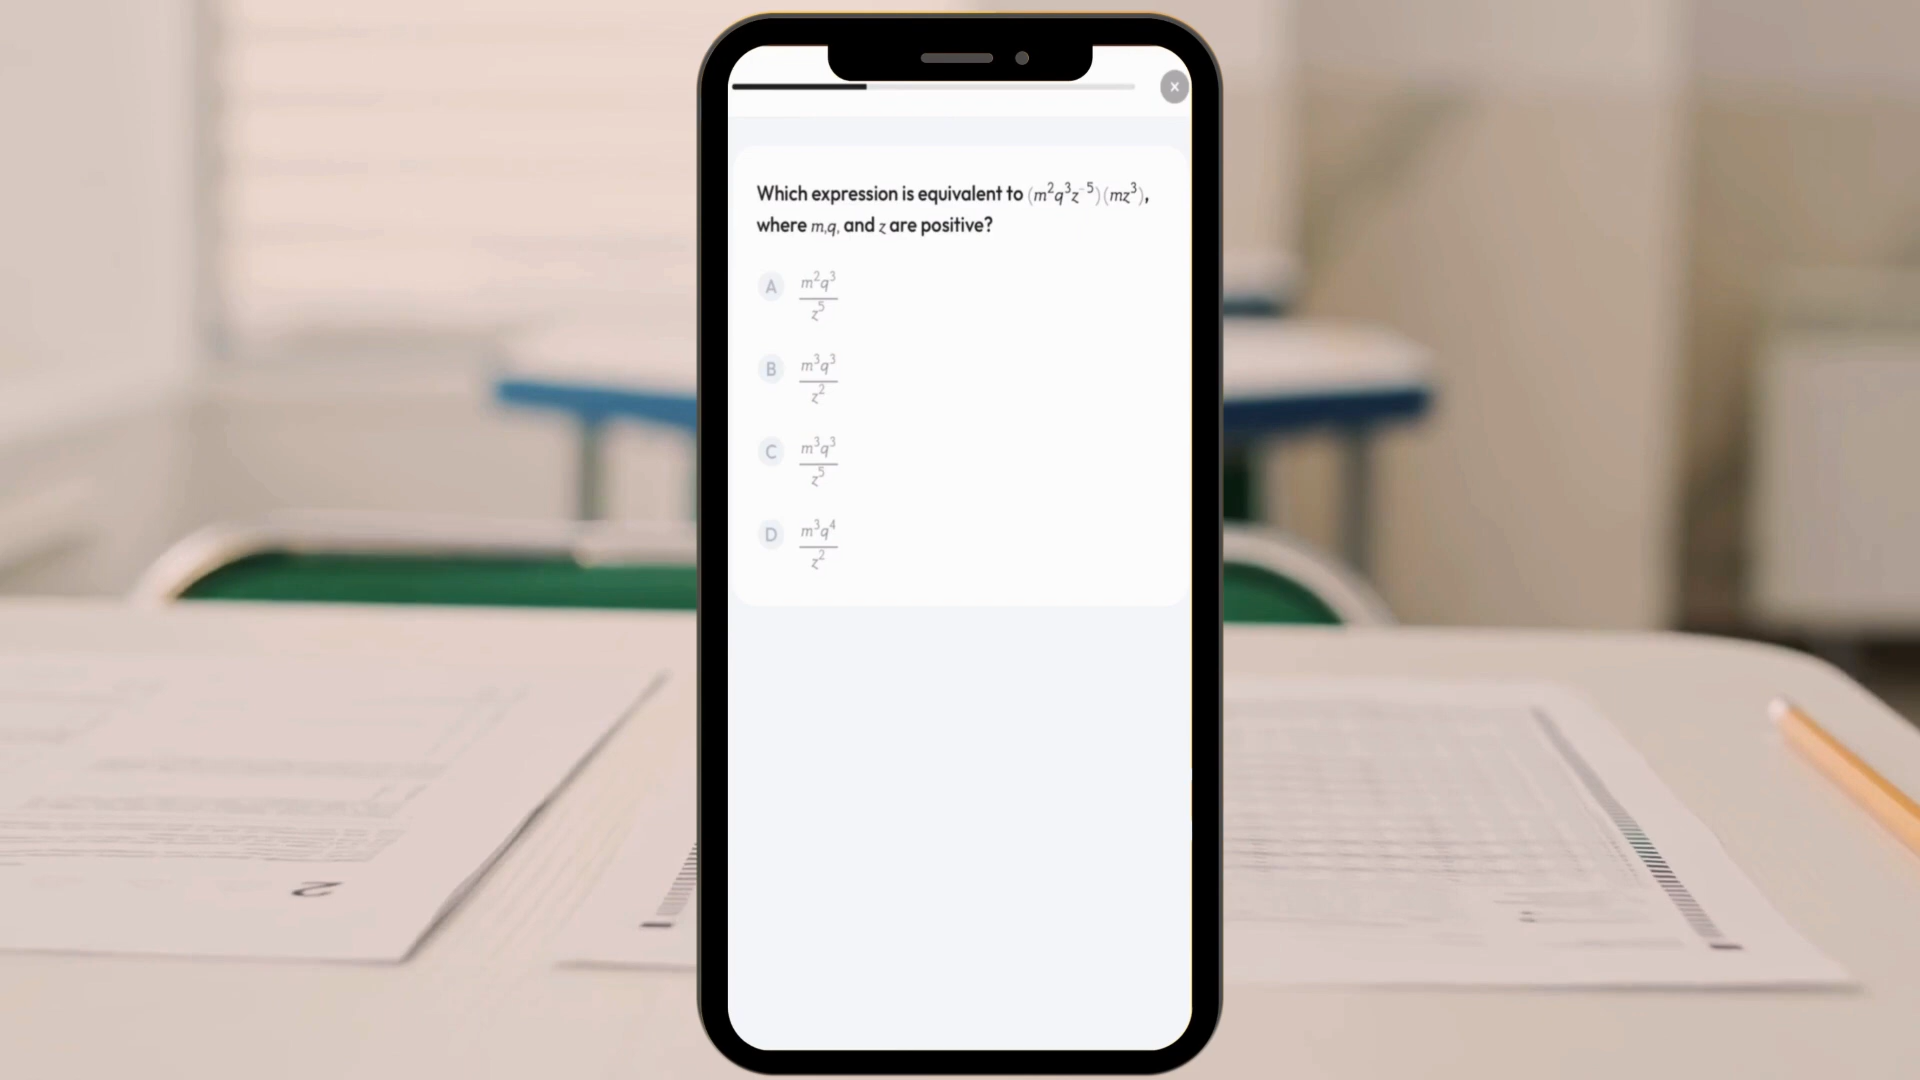 Which expression is equivalent to (m²q³z⁻⁵)(mz³),
where m,q, and z are positive?
A m²q³/z⁵
B m³q³/z²
C m³q³/z⁵
D m³q⁴/z²
2